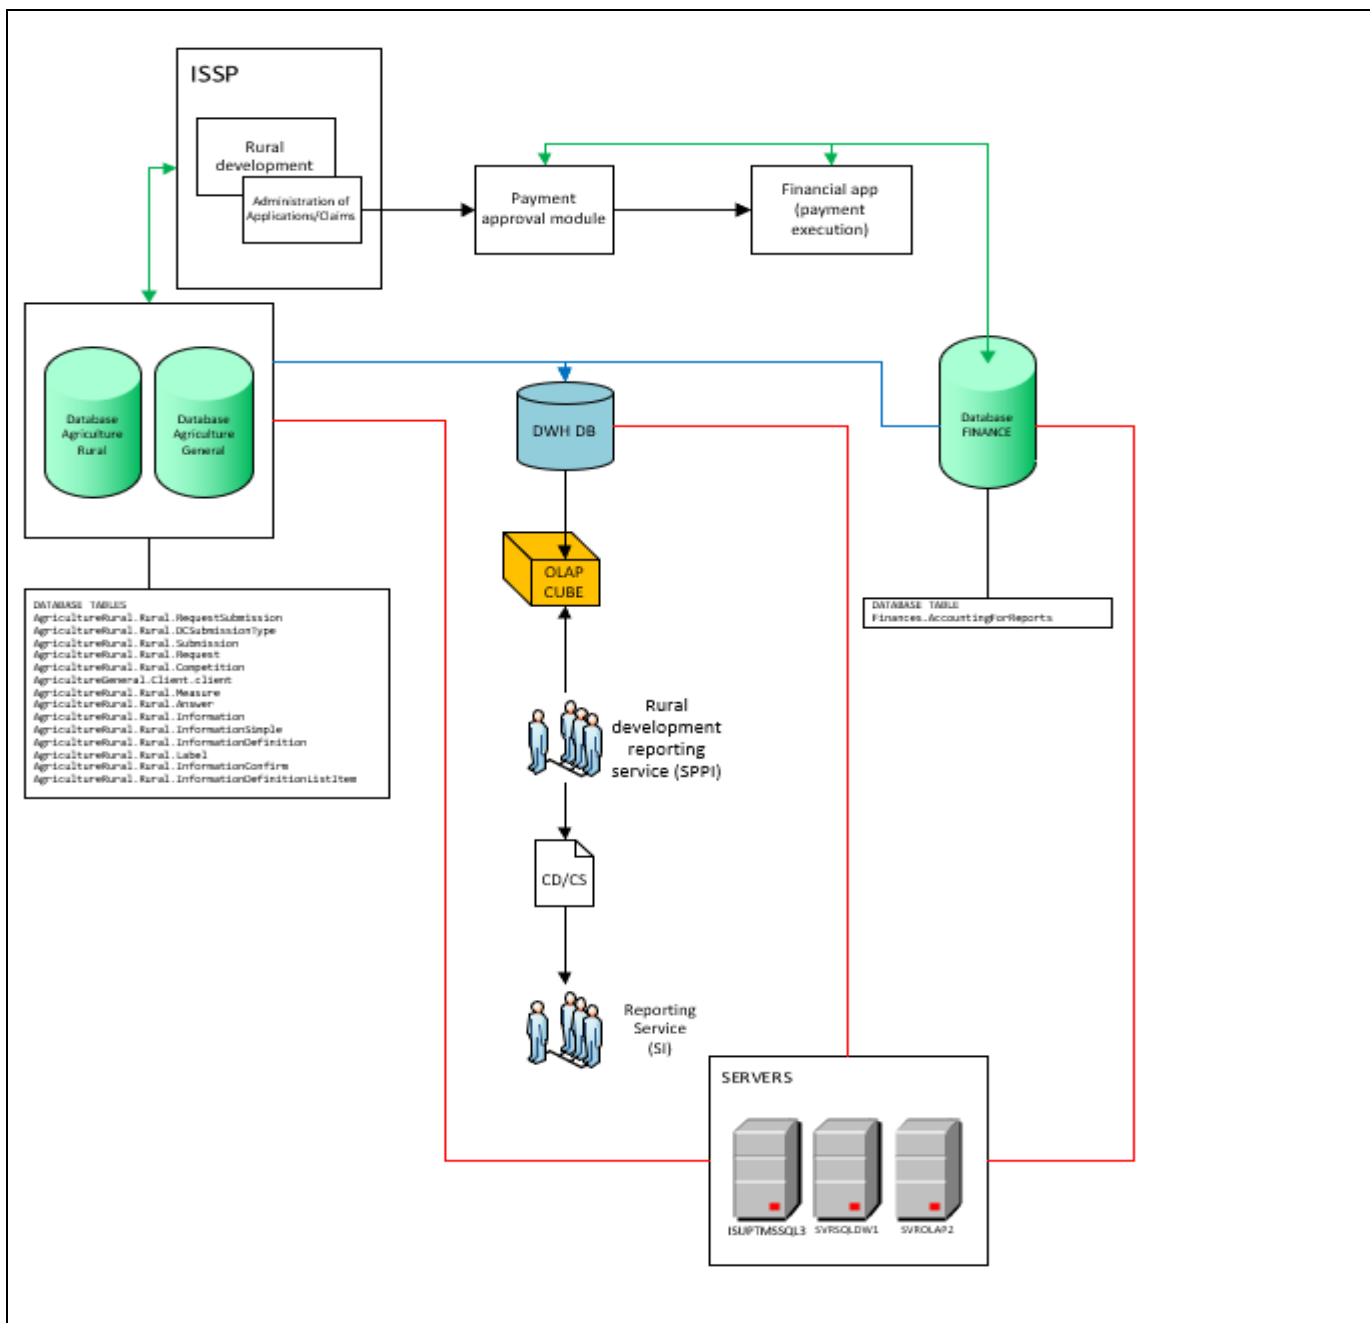 ISSP
Rural
development
Administration of
Applications/Claims
Payment
approval module
Financial app
(payment
execution)
Database
Agriculture
Rural
Database
Agriculture
General
DWH DB
Database
FINANCE
OLAP
CUBE
DATABASE TABLES
AgricultureRural.Rural.RequestSubmission
AgricultureRural.Rural.DCSubmissionType
AgricultureRural.Rural.Submission
AgricultureRural.Rural.Request
AgricultureRural.Rural.Competition
AgricultureGeneral.Client.client
AgricultureRural.Rural.Measure
AgricultureRural.Rural.Answer
AgricultureRural.Rural.Information
AgricultureRural.Rural.InformationSimple
AgricultureRural.Rural.InformationDefinition
AgricultureRural.Rural.Label
AgricultureRural.Rural.InformationConfirm
AgricultureRural.Rural.InformationDefinitionListItem
DATABASE TABLE
Finances.AccountingForReports
Rural
development
reporting
service (SPPI)
CD/CS
Reporting
Service
(SI)
SERVERS
ISUPTMSSQL3
SVRSQLDW1
SVROLAP2